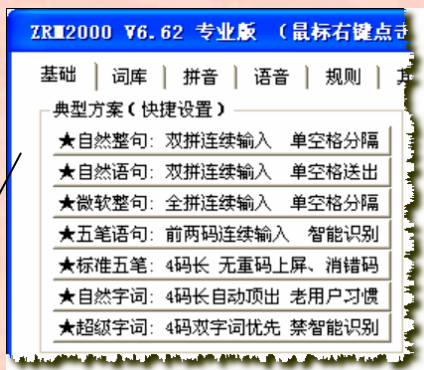 ZRM2000 V6.62 专业版 （鼠标右键点
基础 词库 拼音 语音 规则
典型方案(快捷设置)
★自然整句: 双拼连续输入 单空格分隔
★自然语句: 双拼连续输入 单空格送出
★微软整句: 全拼连续输入 单空格分隔
★五笔语句: 前两码连续输入 智能识别
★标准五笔: 4码长 无重码上屏、消错码
★自然字词: 4码长自动顶出 老用户习惯
★超级字词: 4码双字词优先 禁智能识别